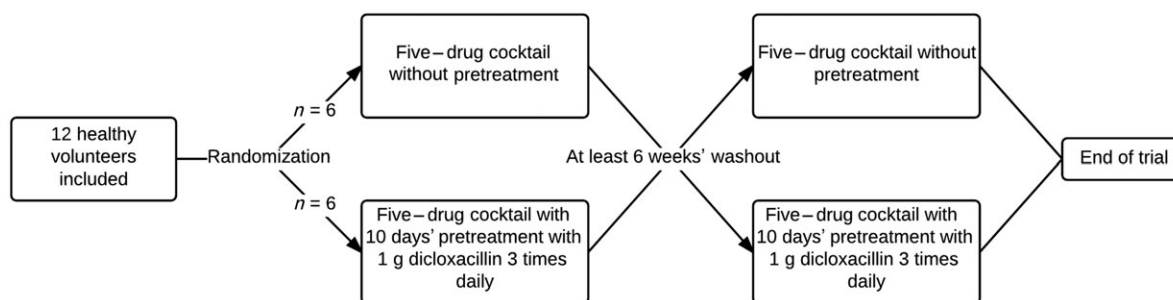 12 healthy
volunteers
included
Randomization
n = 6
n = 6
Five–drug cocktail
without pretreatment
Five–drug cocktail with
10 days’ pretreatment with
1 g dicloxacillin 3 times
daily
At least 6 weeks’ washout
Five–drug cocktail without
pretreatment
Five–drug cocktail with
10 days’ pretreatment with
1 g dicloxacillin 3 times
daily
End of trial